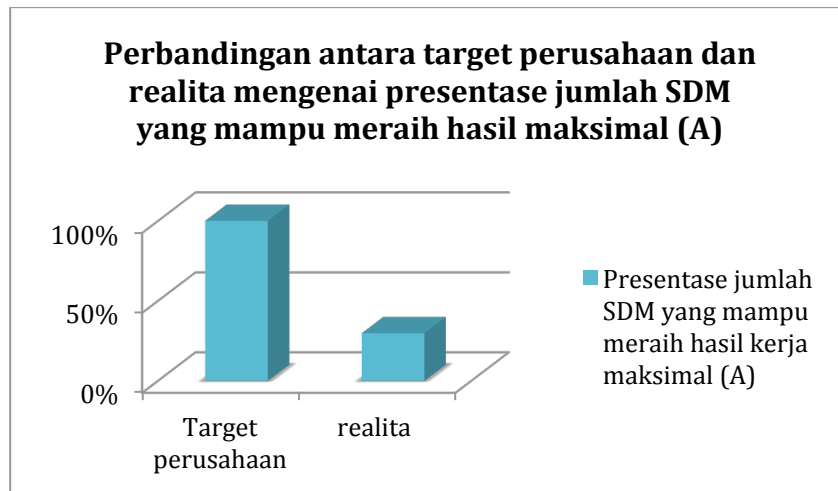 Perbandingan antara target perusahaan dan
realita mengenai presentase jumlah SDM
yang mampu meraih hasil maksimal (A)
100%
50%
0%
Target
perusahaan
realita
Presentase jumlah
SDM yang mampu
meraih hasil kerja
maksimal (A)